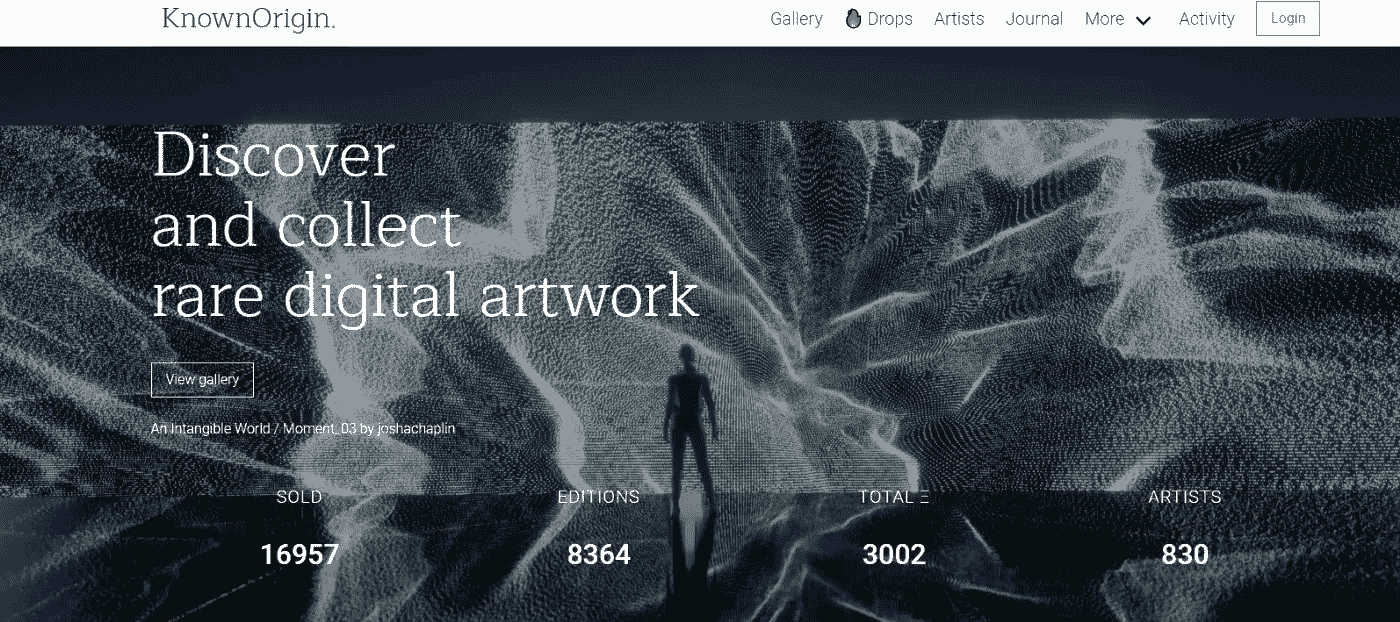 KnownOrigin.
Gallery Drops Artists Journal More Activity Login
Discover
and collect
rare digital artwork
View gallery
An Intangible World / Moment_03 by joshachaplin
SOLD EDITIONS TOTAL Ξ ARTISTS
16957 8364 3002 830